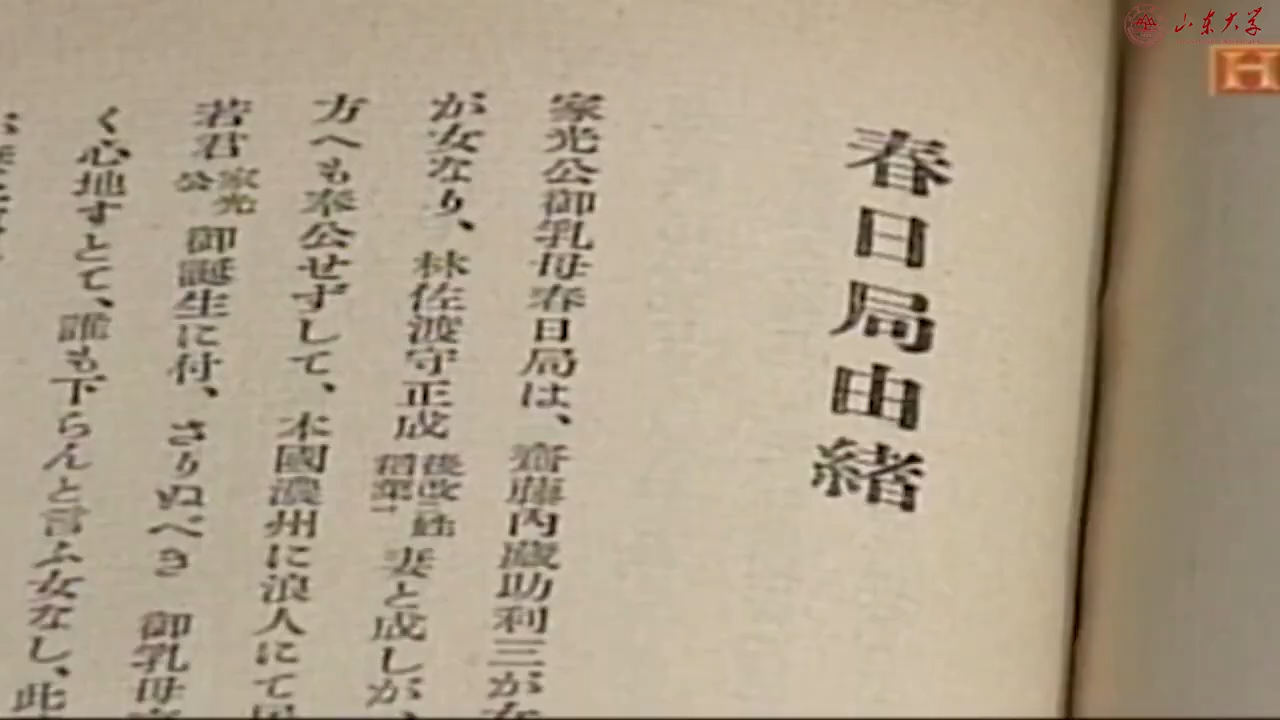 山东大学
H
春日局由緒
家光公御乳母春日局は、齋藤内蔵助利三が
が女なり、林佐渡守正成 後改 稲葉 妻と成しが、
方へも奉公せずして、本國濃州に浪人にて
若君 家光公 御誕生に付、さりぬべき 御乳母
く心地すとて、誰も下らんと言ふ女なし、此